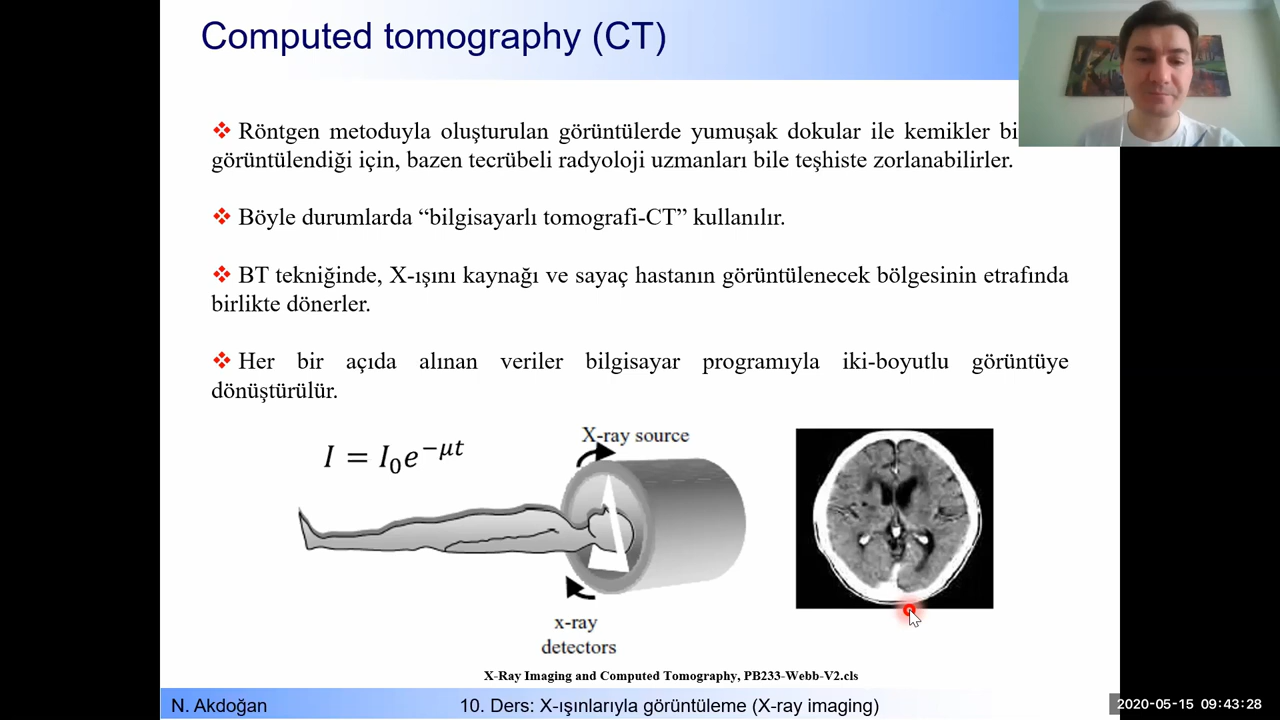 Computed tomography (CT)
❖ Röntgen metoduyla oluşturulan görüntülerde yumuşak dokular ile kemikler
görüntülendiği için, bazen tecrübeli radyoloji uzmanları bile teşhiste zorlanabilirler.
❖ Böyle durumlarda “bilgisayarlı tomografi-CT” kullanılır.
❖ BT tekniğinde, X-ışını kaynağı ve sayaç hastanın görüntülenecek bölgesinin etrafında
birlikte dönerler.
❖ Her bir açıda alınan veriler bilgisayar programıyla iki-boyutlu görüntüye
dönüştürülür.
I = I₀e^{−μt}
X-ray source
x-ray
detectors
X-Ray Imaging and Computed Tomography, PB233-Webb-V2.cls
N. Akdoğan
10. Ders: X-ışınlarıyla görüntüleme (X-ray imaging)
2020-05-15 09:43:28